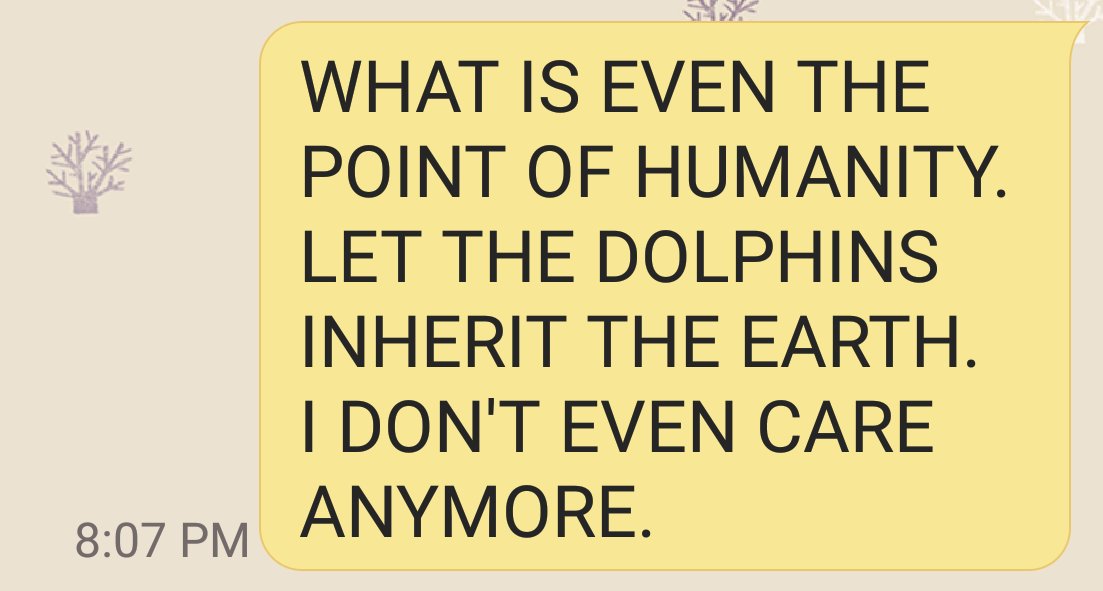 WHAT IS EVEN THE
POINT OF HUMANITY.
LET THE DOLPHINS
INHERIT THE EARTH.
I DON'T EVEN CARE
ANYMORE.
8:07 PM